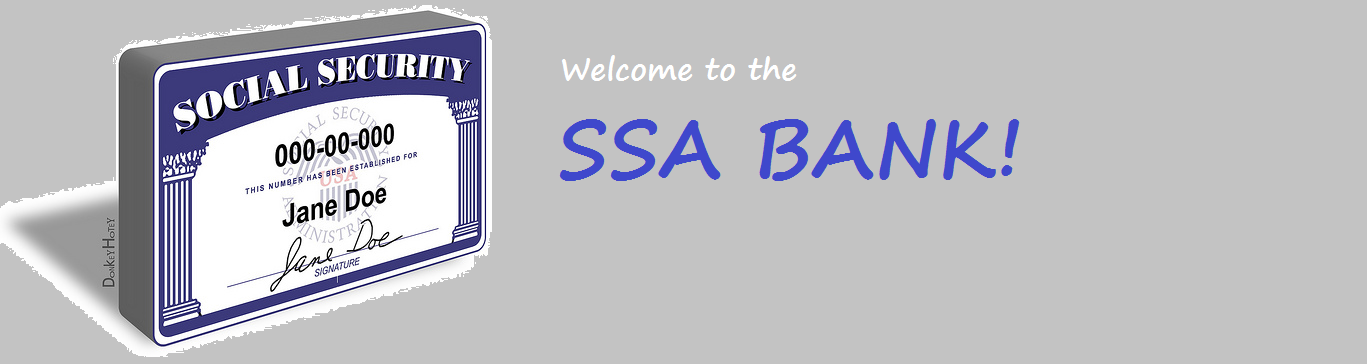 SOCIAL SECURITY
SOCIAL SECURITY ADMINISTRATION
USA
000-00-000
THIS NUMBER HAS BEEN ESTABLISHED FOR
Jane Doe
Jane Doe
SIGNATURE
DonkeyHotey
Welcome to the
SSA BANK!